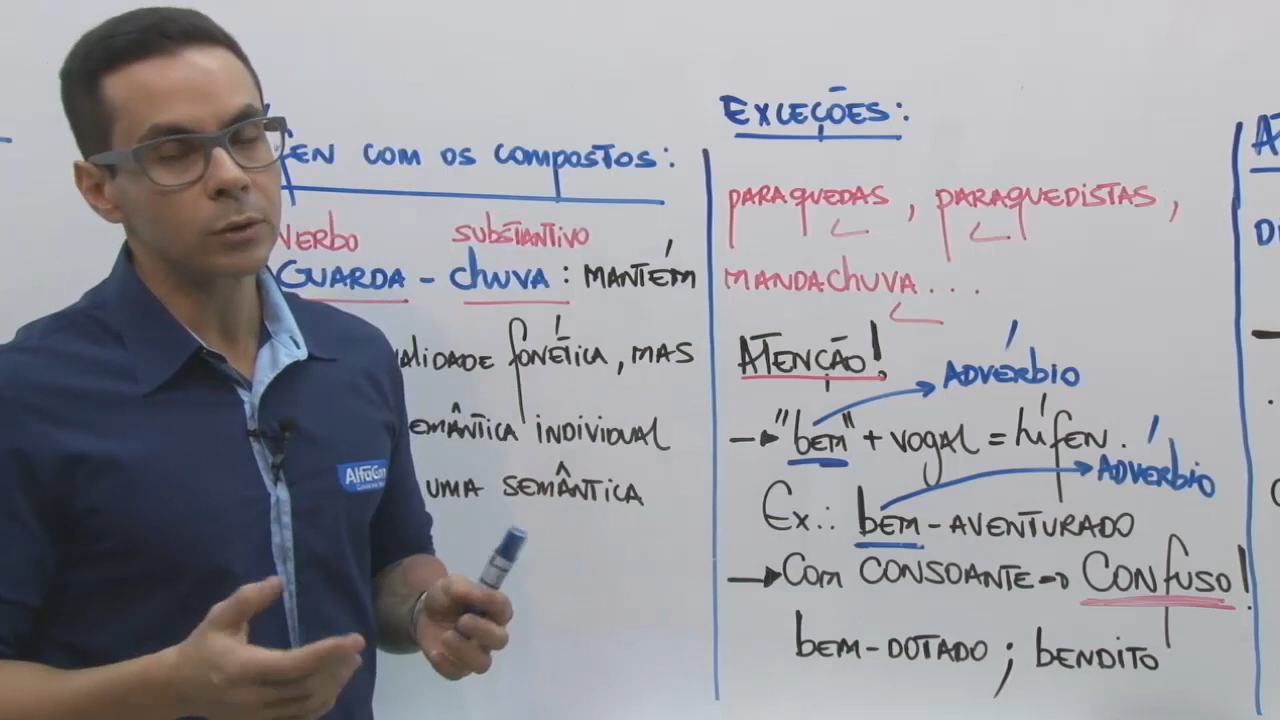 FEN COM OS COMPOSTOS:
VERBO SUBSTANTIVO
GUARDA - CHUVA: MANTÉM
ALIDADE FONÉTICA, MAS
EMÂNTICA INDIVIDUAL
UMA SEMÂNTICA
EXCEÇÕES:
PARAQUEDAS, PARAQUEDISTAS,
MANDACHUVA...
ATENÇÃO!
ADVÉRBIO
→ "BEM" + VOGAL = HÍFEN.
ADVÉRBIO
Ex.: BEM-AVENTURADO
→ COM CONSOANTE → CONFUSO!
BEM-DOTADO; BENDITO
AlfaCon